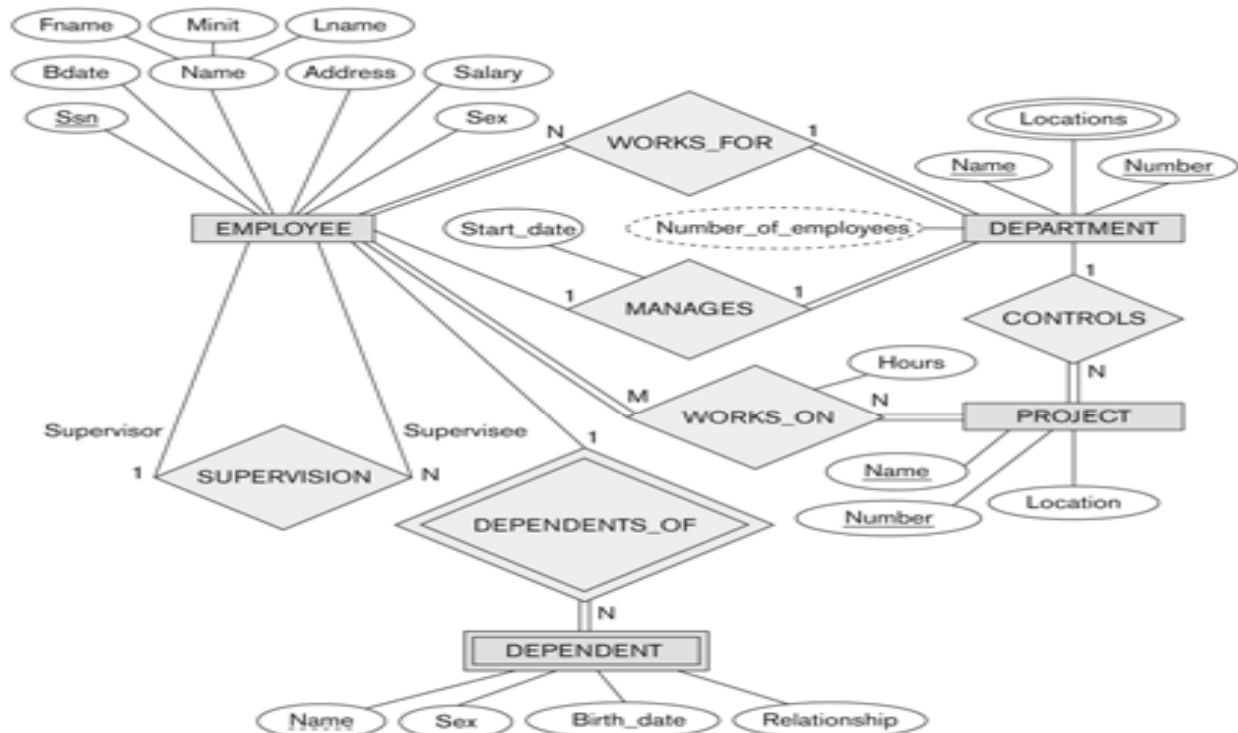 Fname Minit Lname
Bdate Name Address Salary
Ssn Sex
N WORKS_FOR 1
Locations
Name Number
EMPLOYEE
Start_date
Number_of_employees
DEPARTMENT
1 MANAGES 1
1
CONTROLS
N
Hours
M WORKS_ON N
PROJECT
Name
Number
Location
Supervisor Supervisee
1 SUPERVISION N
1
DEPENDENTS_OF
N
DEPENDENT
Name Sex Birth_date Relationship